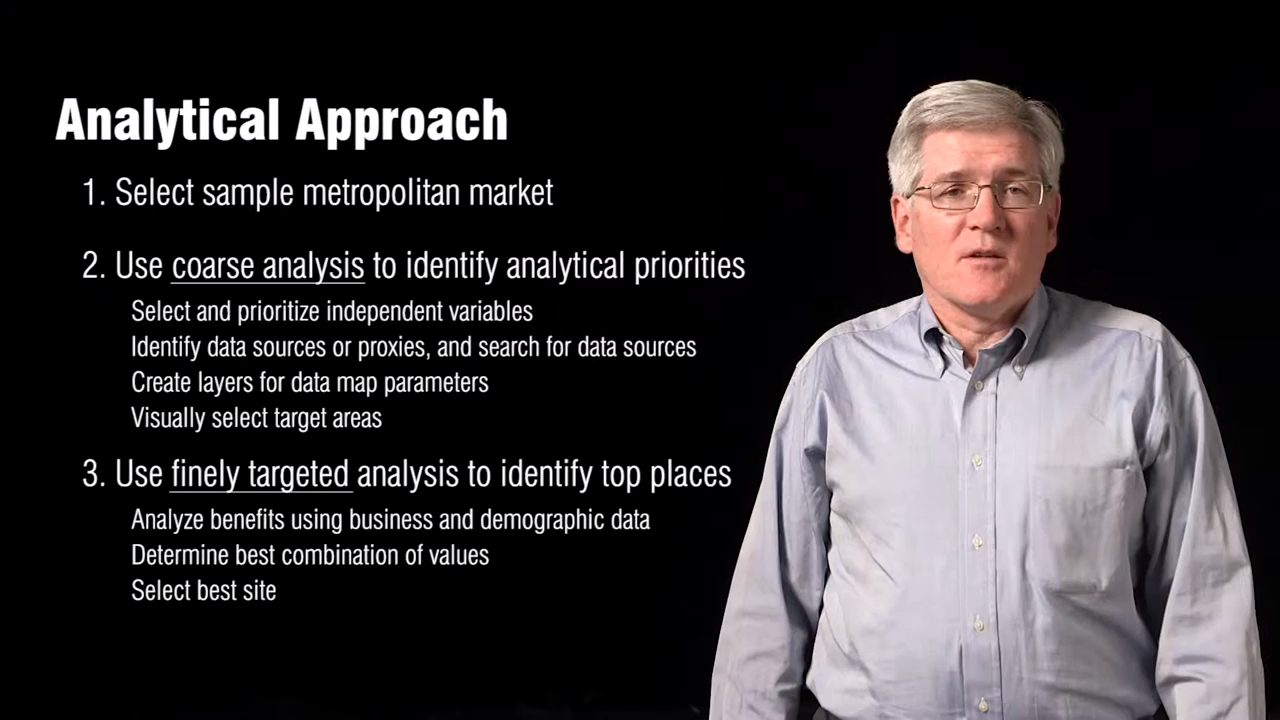 Analytical Approach
1. Select sample metropolitan market
2. Use coarse analysis to identify analytical priorities
Select and prioritize independent variables
Identify data sources or proxies, and search for data sources
Create layers for data map parameters
Visually select target areas
3. Use finely targeted analysis to identify top places
Analyze benefits using business and demographic data
Determine best combination of values
Select best site